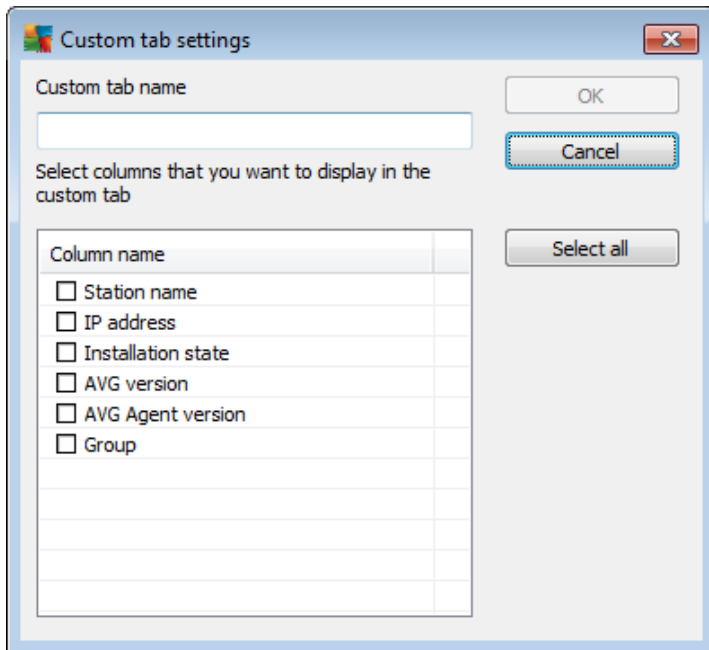 Custom tab settings
Custom tab name
OK
Cancel
Select columns that you want to display in the
custom tab
Select all
Column name
Station name
IP address
Installation state
AVG version
AVG Agent version
Group